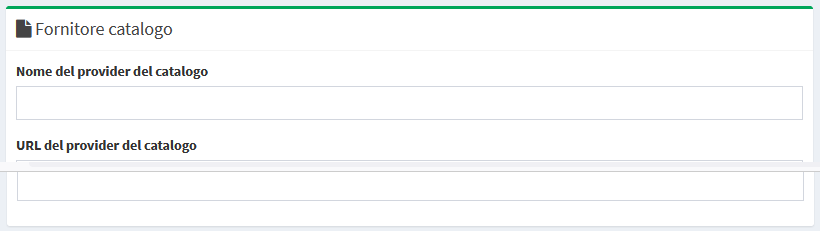 Fornitore catalogo
Nome del provider del catalogo
URL del provider del catalogo